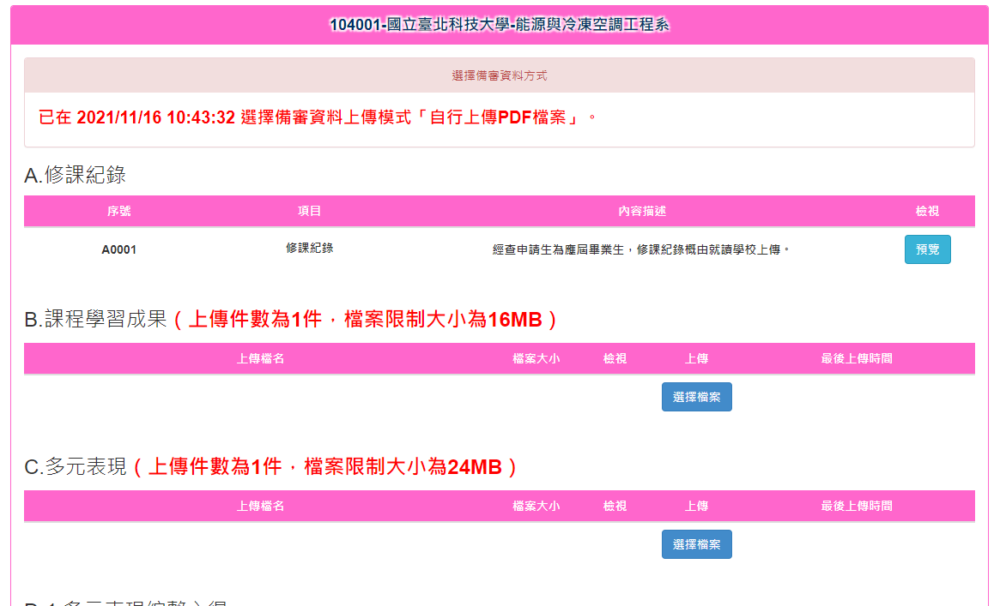 104001-國立臺北科技大學-能源與冷凍空調工程系
選擇備審資料方式
已在 2021/11/16 10:43:32 選擇備審資料上傳模式「自行上傳PDF檔案」。
A.修課紀錄
序號 項目 內容描述 檢視
A0001 修課紀錄 經查申請生為應屆畢業生，修課紀錄概由就讀學校上傳。 預覽
B.課程學習成果 ( 上傳件數為1件，檔案限制大小為16MB )
上傳檔名 檔案大小 檢視 上傳 最後上傳時間
選擇檔案
C.多元表現 ( 上傳件數為1件，檔案限制大小為24MB )
上傳檔名 檔案大小 檢視 上傳 最後上傳時間
選擇檔案